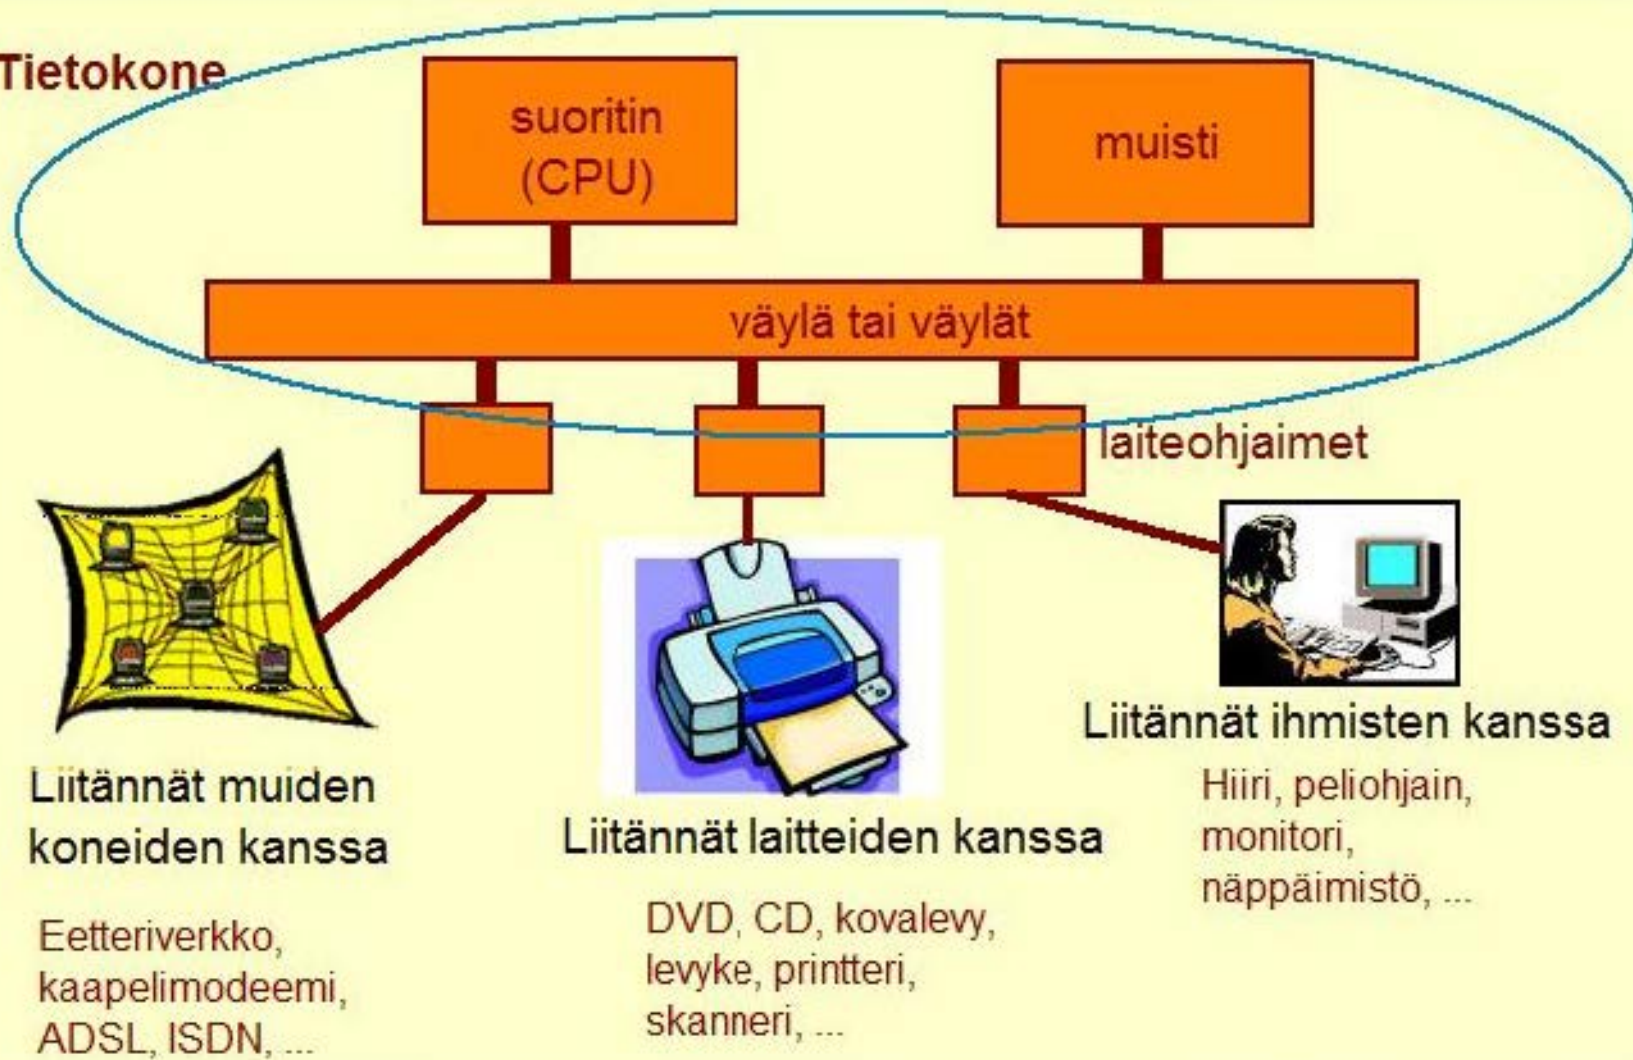 Tietokone
suoritin
(CPU)
muisti
väylä tai väylät
laiteohjaimet
Liitännät muiden
koneiden kanssa
Eetteriverkko,
kaapelimodeemi,
ADSL, ISDN, ...
Liitännät laitteiden kanssa
DVD, CD, kovalevy,
levyke, printteri,
skanneri, ...
Liitännät ihmisten kanssa
Hiiri, peliohjain,
monitori,
näppäimistö, ...